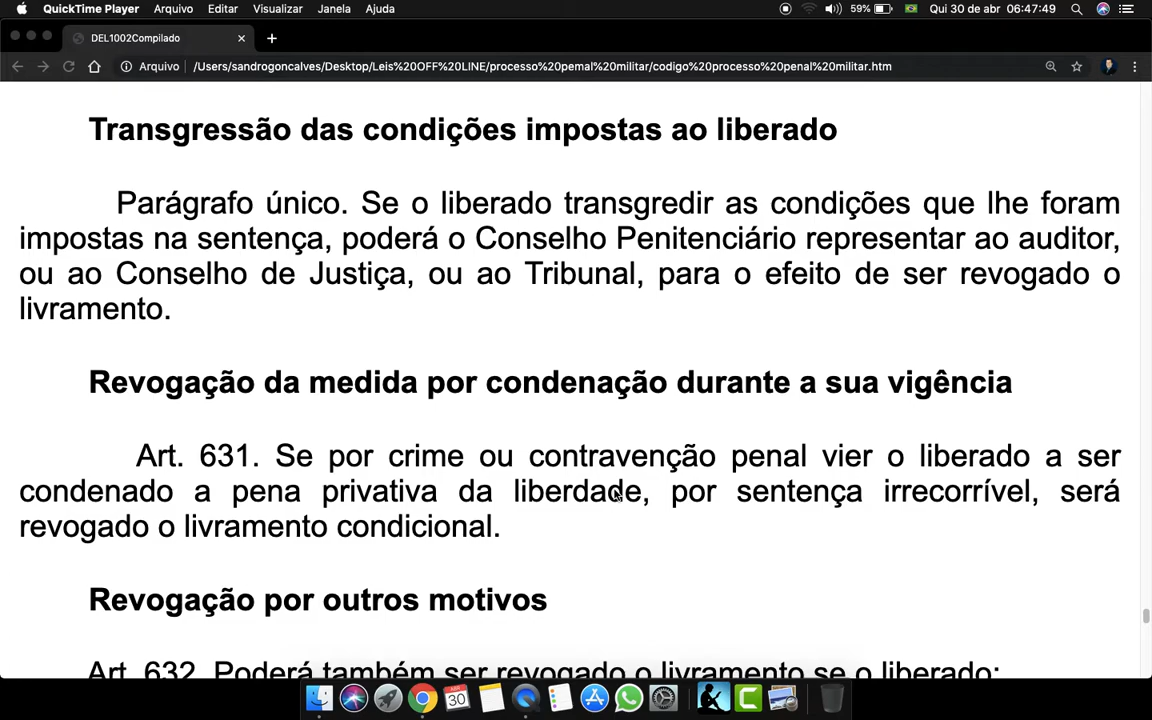 QuickTime Player Arquivo Editar Visualizar Janela Ajuda 59% Qui 30 de abr 06:47:49
DEL1002Compilado
Arquivo /Users/sandrogoncalves/Desktop/Leis%20OFF%20LINE/processo%20pemal%20militar/codigo%20processo%20penal%20militar.htm
Transgressão das condições impostas ao liberado
Parágrafo único. Se o liberado transgredir as condições que lhe foram
impostas na sentença, poderá o Conselho Penitenciário representar ao auditor,
ou ao Conselho de Justiça, ou ao Tribunal, para o efeito de ser revogado o
livramento.
Revogação da medida por condenação durante a sua vigência
Art. 631. Se por crime ou contravenção penal vier o liberado a ser
condenado a pena privativa da liberdade, por sentença irrecorrível, será
revogado o livramento condicional.
Revogação por outros motivos
Art. 632. Poderá também ser revogado o livramento se o liberado:
ABR
30